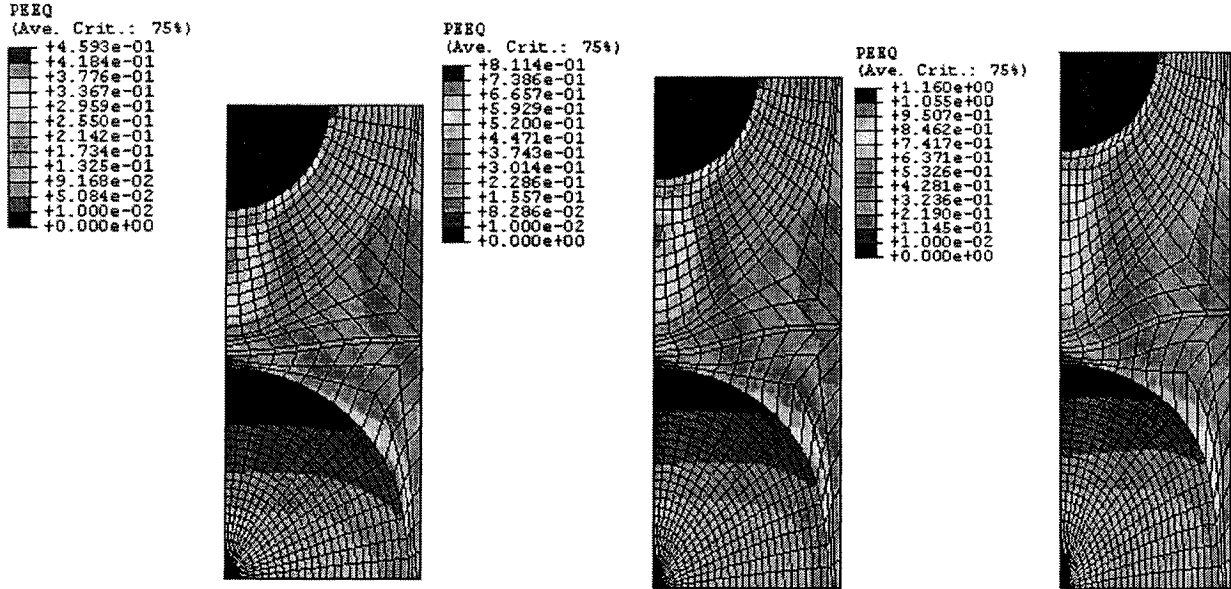 PEEQ
(Ave. Crit.: 75%)
+4.593e-01
+4.184e-01
+3.776e-01
+3.367e-01
+2.959e-01
+2.550e-01
+2.142e-01
+1.734e-01
+1.325e-01
+9.168e-02
+5.084e-02
+1.000e-02
+0.000e+00
PEEQ
(Ave. Crit.: 75%)
+8.114e-01
+7.386e-01
+6.657e-01
+5.929e-01
+5.200e-01
+4.471e-01
+3.743e-01
+3.014e-01
+2.286e-01
+1.557e-01
+8.286e-02
+1.000e-02
+0.000e+00
PEEQ
(Ave. Crit.: 75%)
+1.160e+00
+1.055e+00
+9.507e-01
+8.462e-01
+7.417e-01
+6.371e-01
+5.326e-01
+4.281e-01
+3.236e-01
+2.190e-01
+1.145e-01
+1.000e-02
+0.000e+00